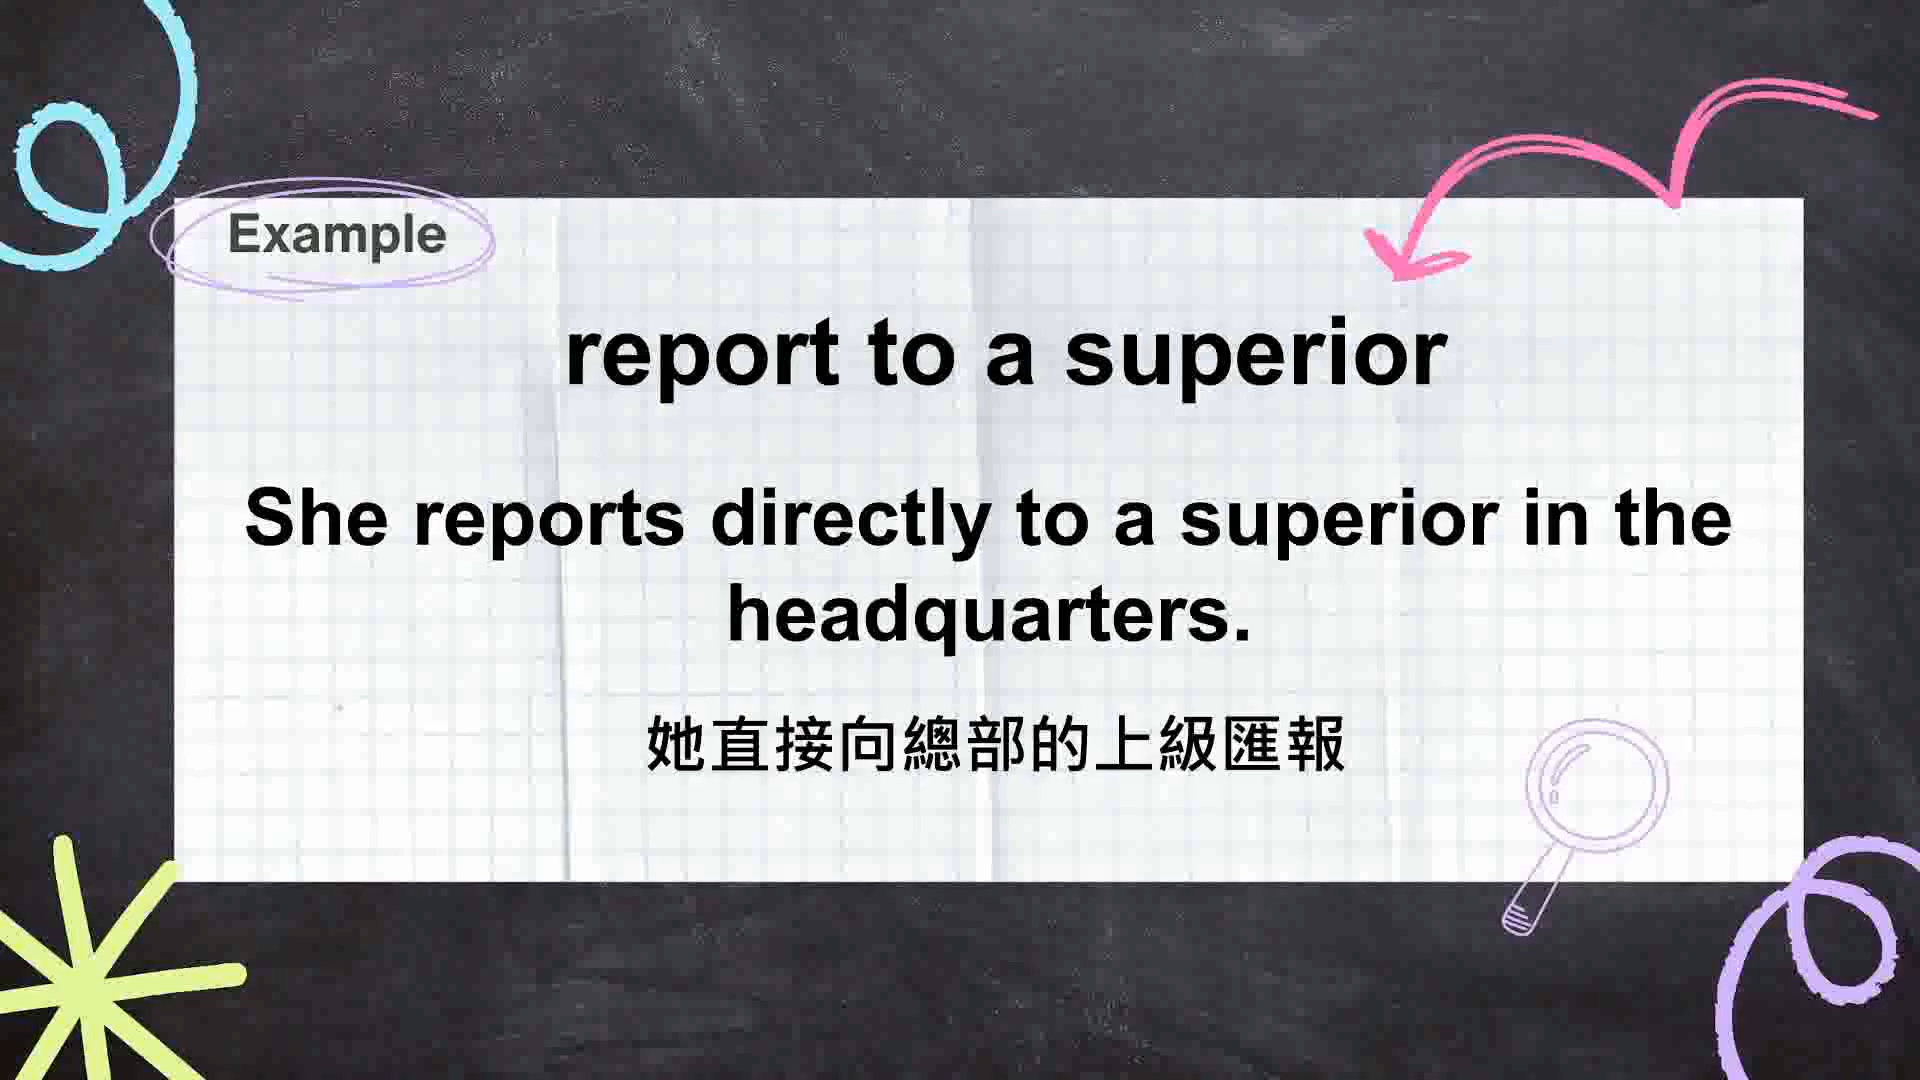 Example
report to a superior
She reports directly to a superior in the
headquarters.
她直接向總部的上級匯報